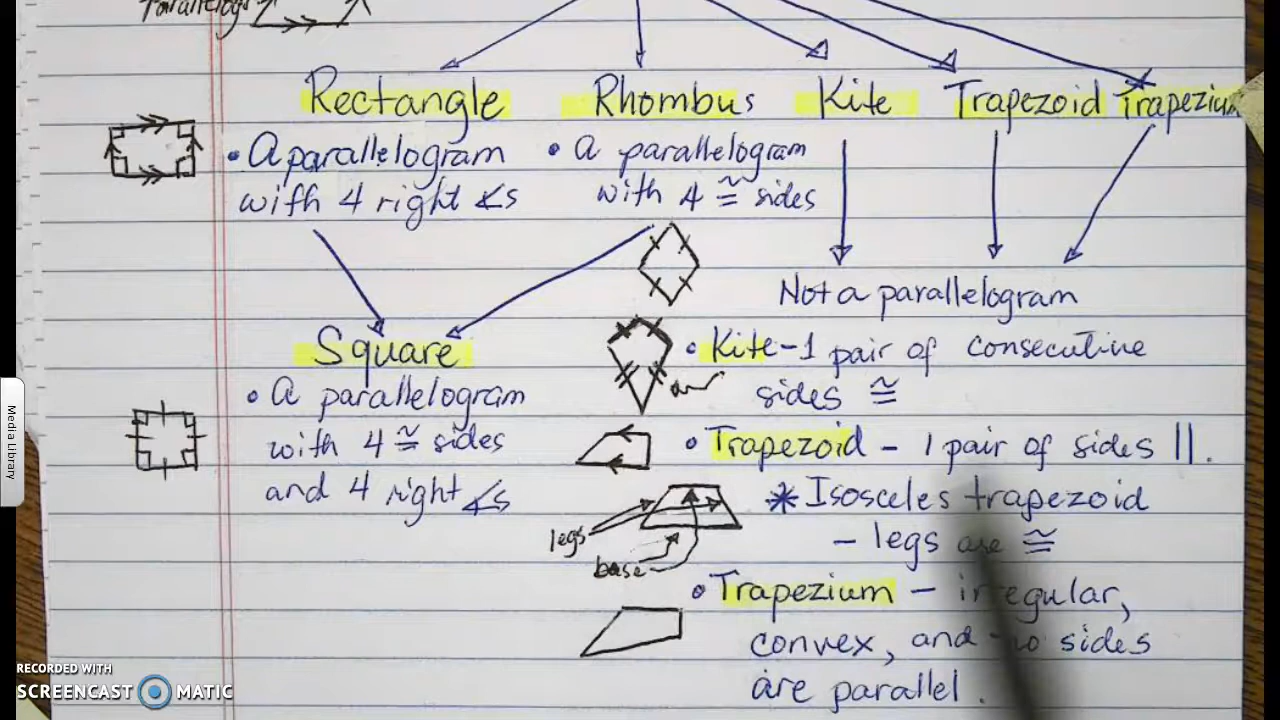 Parallelogs
Rectangle Rhombus Kite Trapezoid Trapezium
• A parallelogram
with 4 right ∡s
• a parallelogram
with 4 ≅ sides
Not a parallelogram
Square
• A parallelogram
with 4 ≅ sides
and 4 right ∡s
• Kite - 1 pair of consecutive
sides ≅
• Trapezoid - 1 pair of sides ||.
* Isosceles trapezoid
- legs are ≅
legs
base
• Trapezium - irregular,
convex, and no sides
are parallel.
Media Library
RECORDED WITH
SCREENCAST MATIC